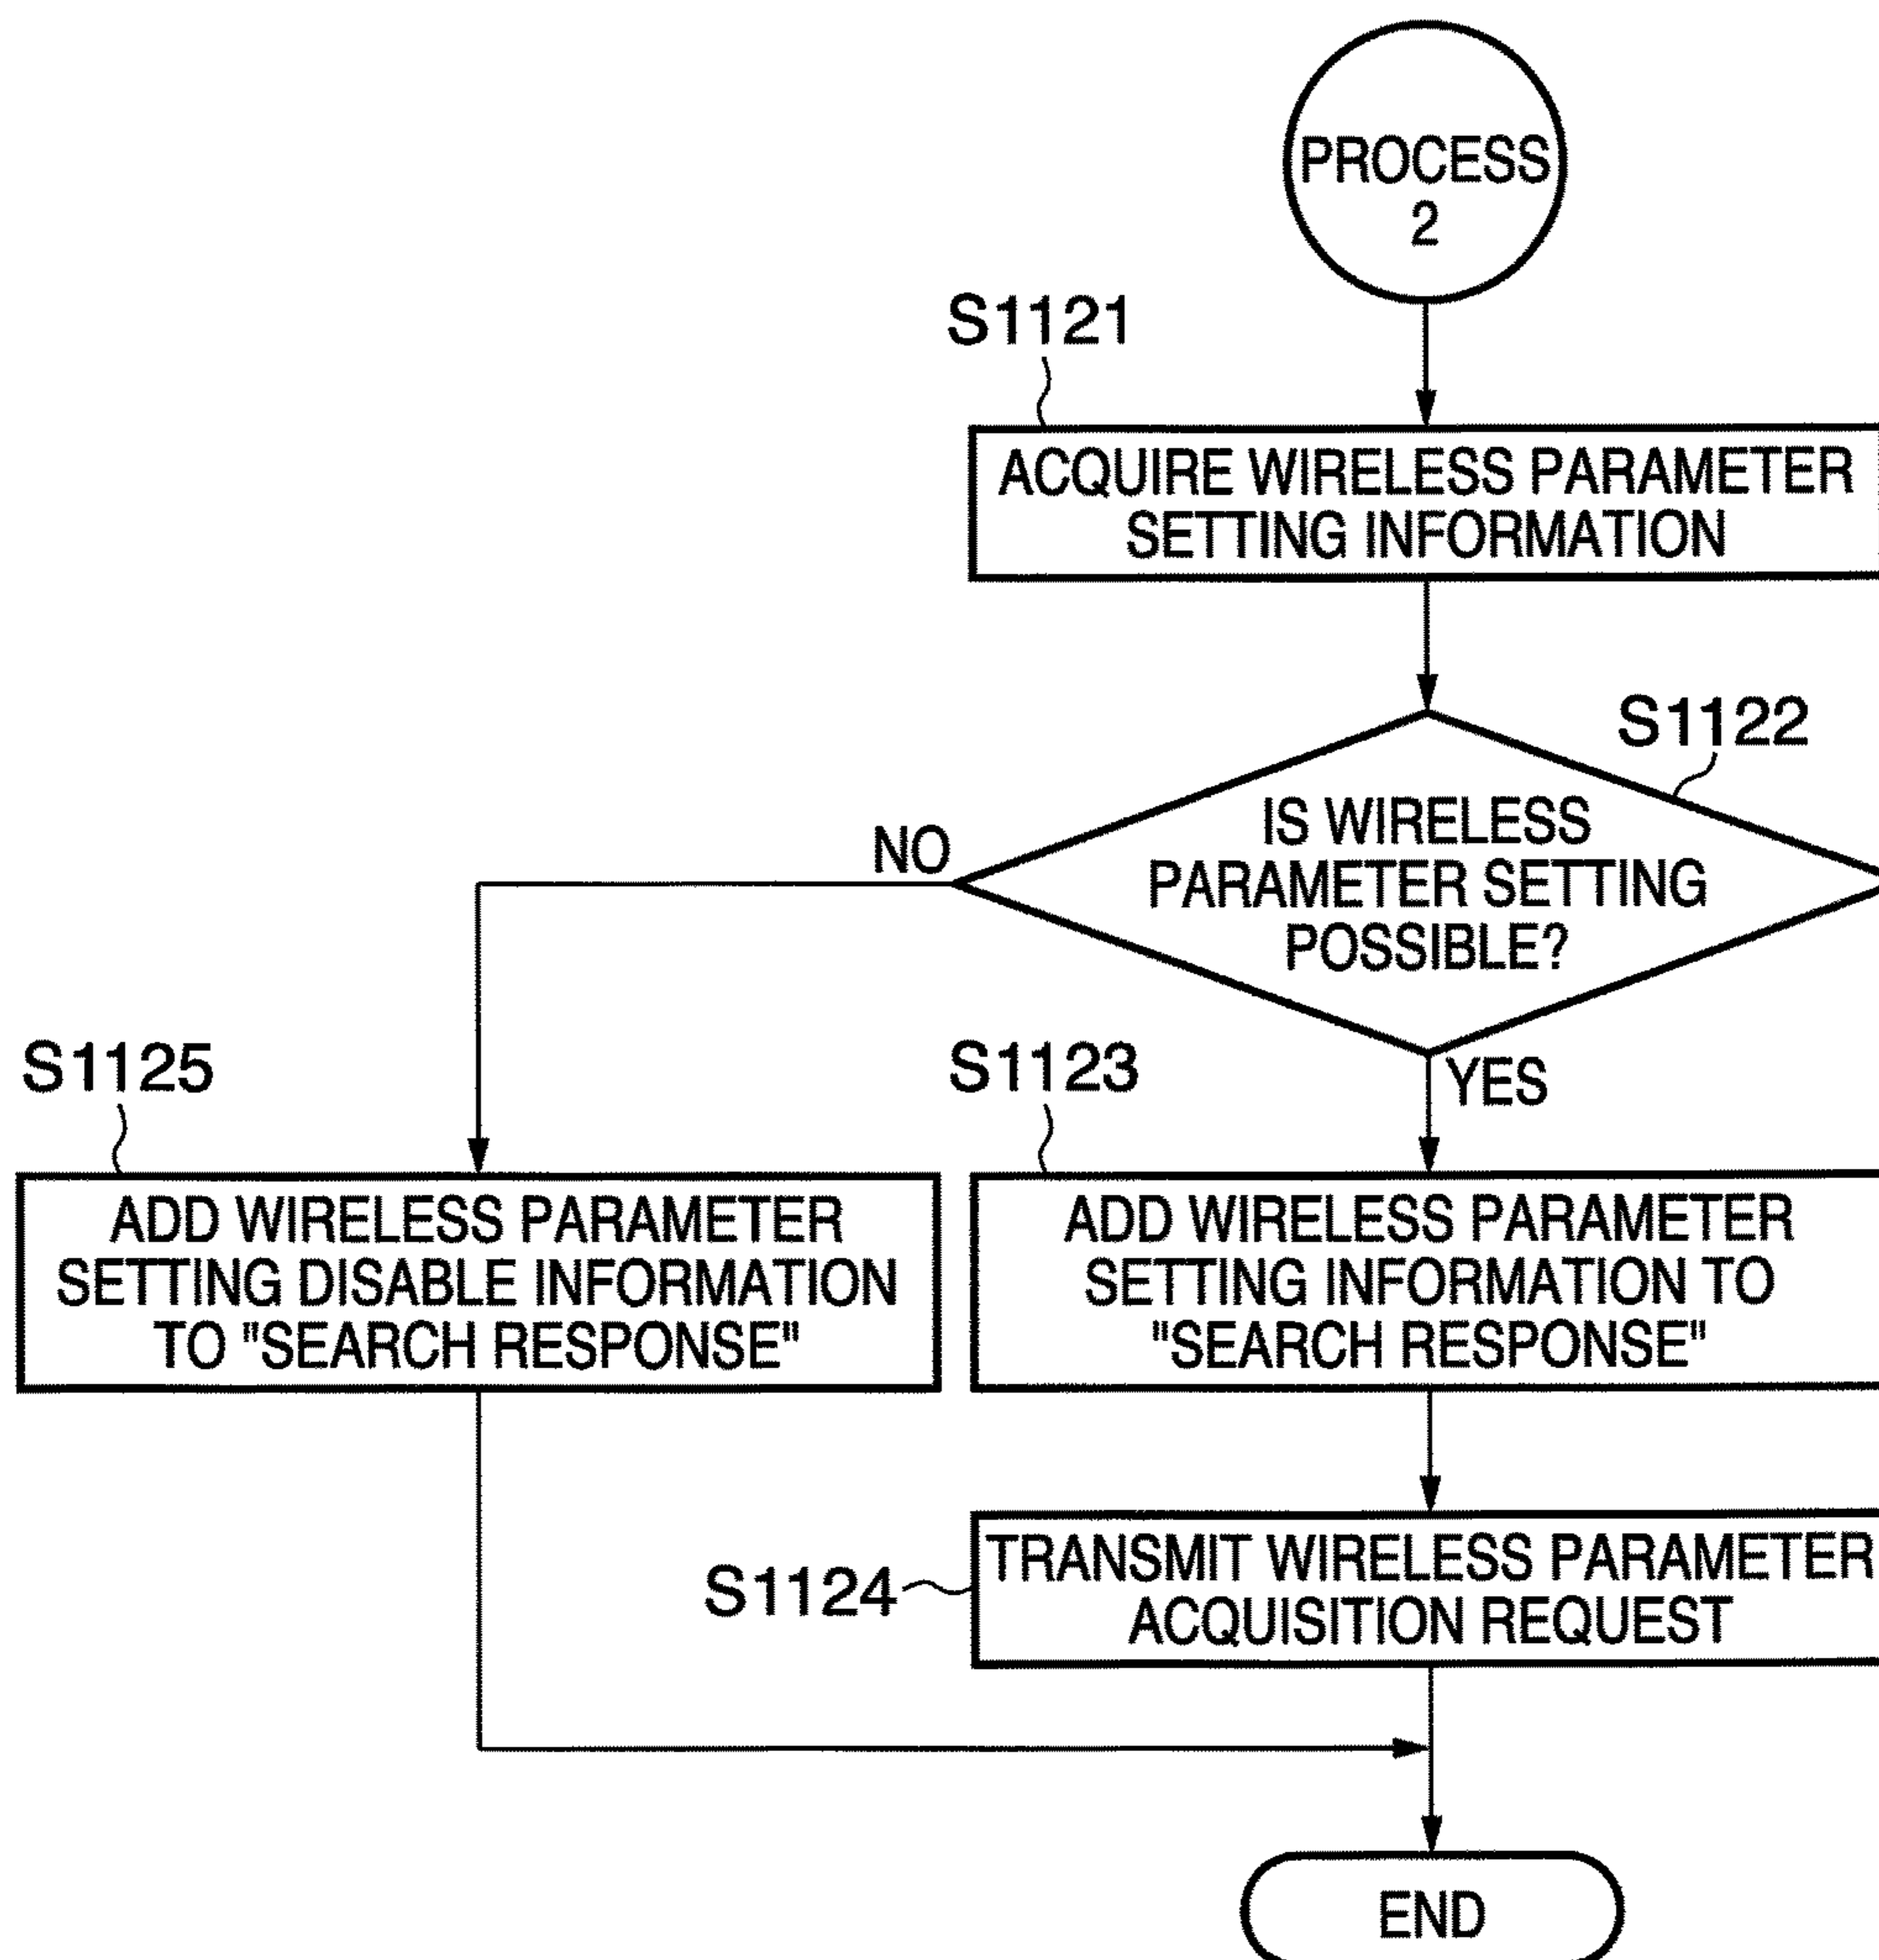 PROCESS
2
S1121
ACQUIRE WIRELESS PARAMETER
SETTING INFORMATION
S1122
IS WIRELESS
PARAMETER SETTING
POSSIBLE?
NO
YES
S1125
ADD WIRELESS PARAMETER
SETTING DISABLE INFORMATION
TO "SEARCH RESPONSE"
S1123
ADD WIRELESS PARAMETER
SETTING INFORMATION TO
"SEARCH RESPONSE"
S1124
TRANSMIT WIRELESS PARAMETER
ACQUISITION REQUEST
END